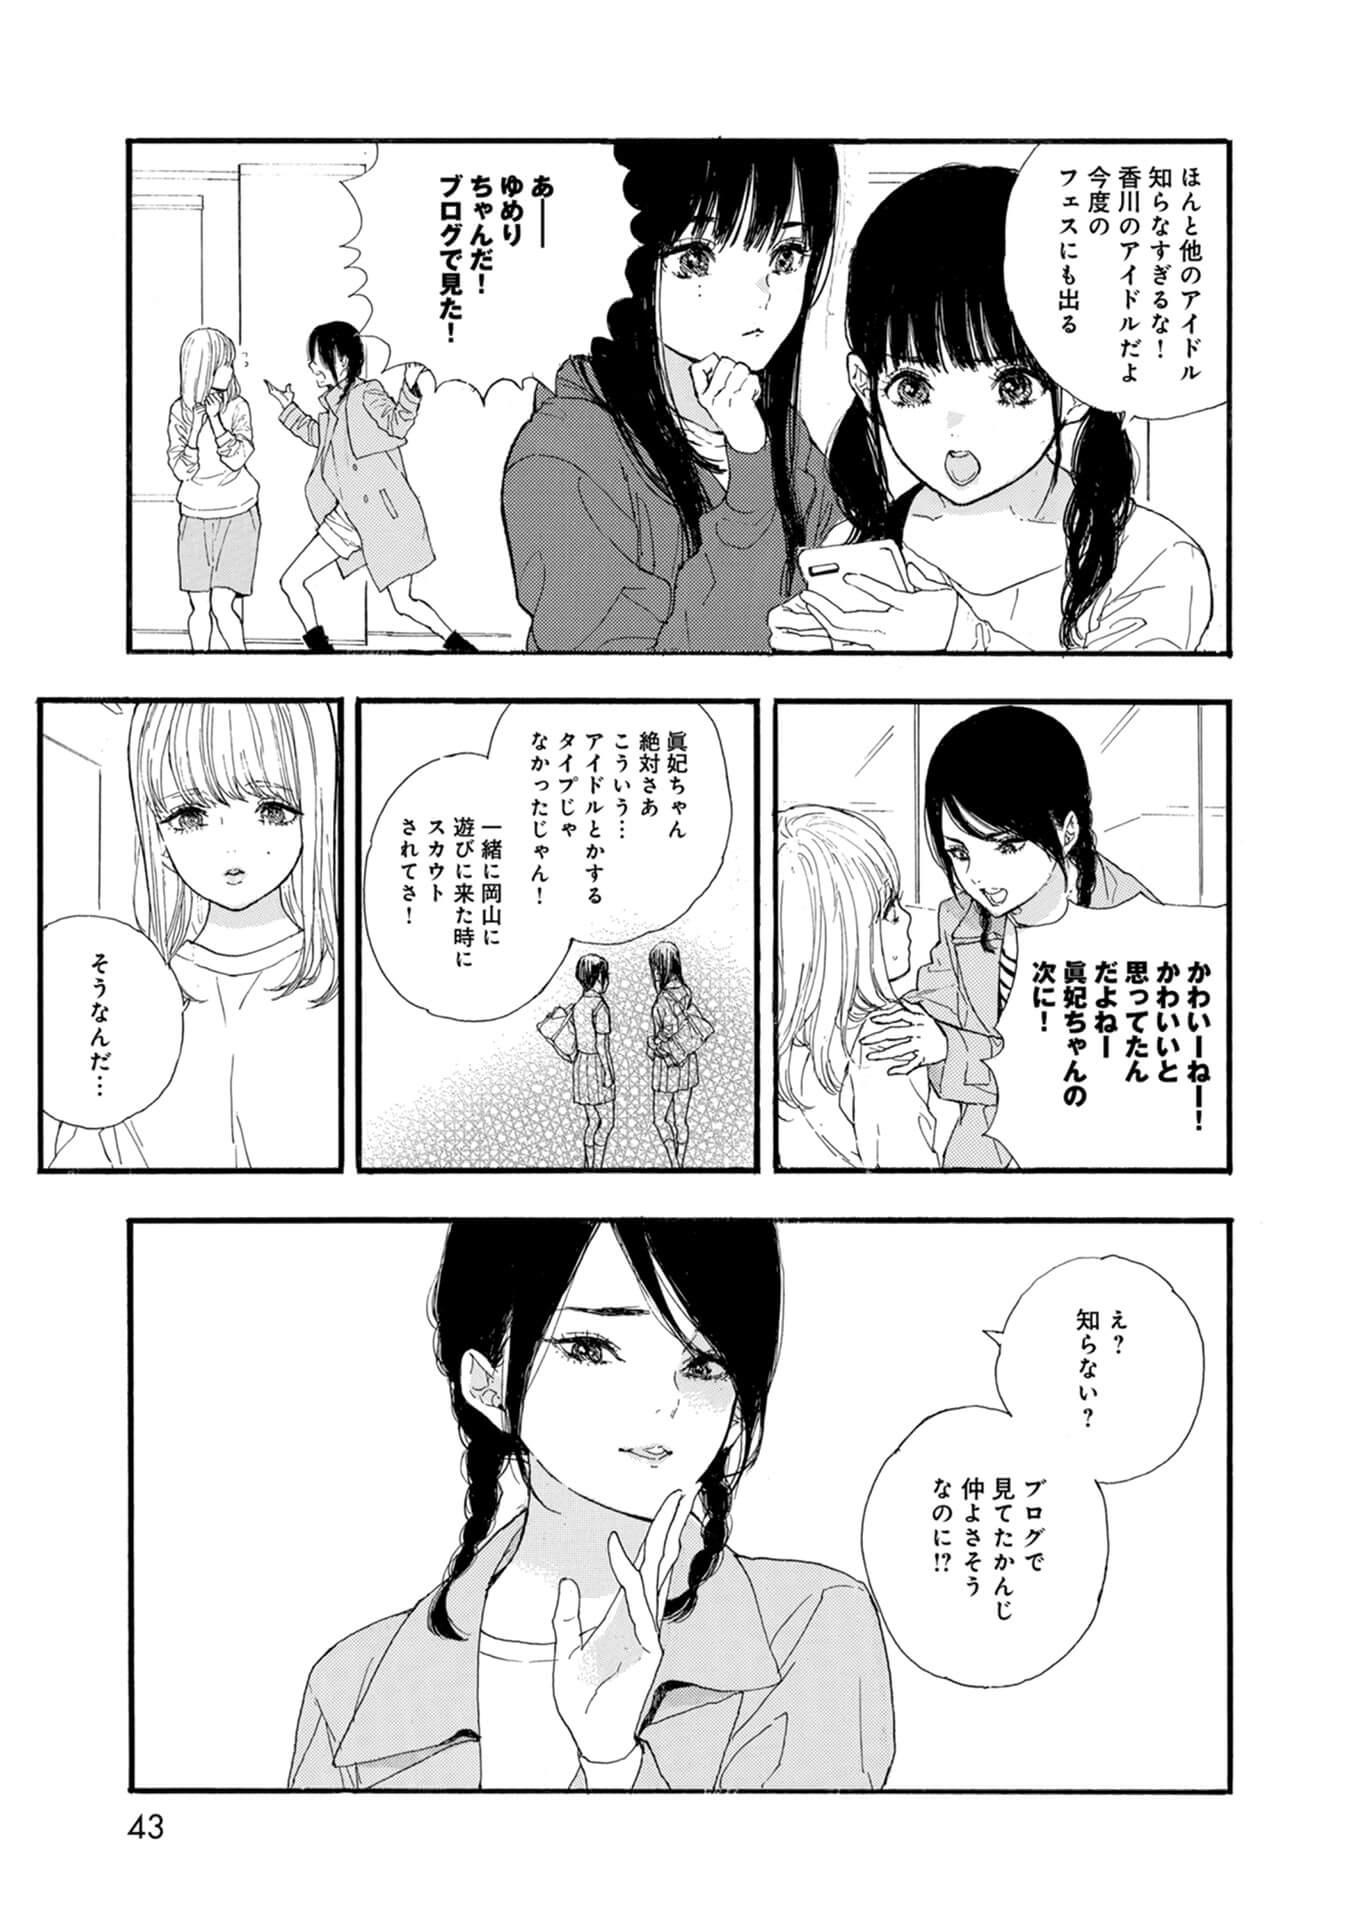 ほんと他のアイドル
知らなすぎるな！
香川のアイドルだよ
今度の
フェスにも出る
あ――
ゆめり
ちゃんだ！
ブログで見た！
かわいーねー！
かわいいと
思ってたん
だよねー
眞妃ちゃんの
次に！
眞妃ちゃん
絶対さあ
こういう…
アイドルとかする
タイプじゃ
なかったじゃん！
一緒に岡山に
遊びに来た時に
スカウト
されてさ！
そうなんだ…
え？
知らない？
ブログで
見てたかんじ
仲よさそう
なのに!?
43